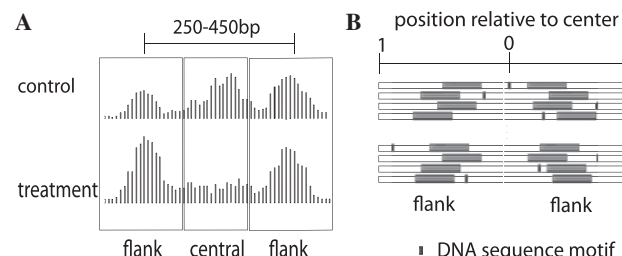 A
250-450bp
control
treatment
flank central flank
B
position relative to center
1 0
flank flank
DNA sequence motif